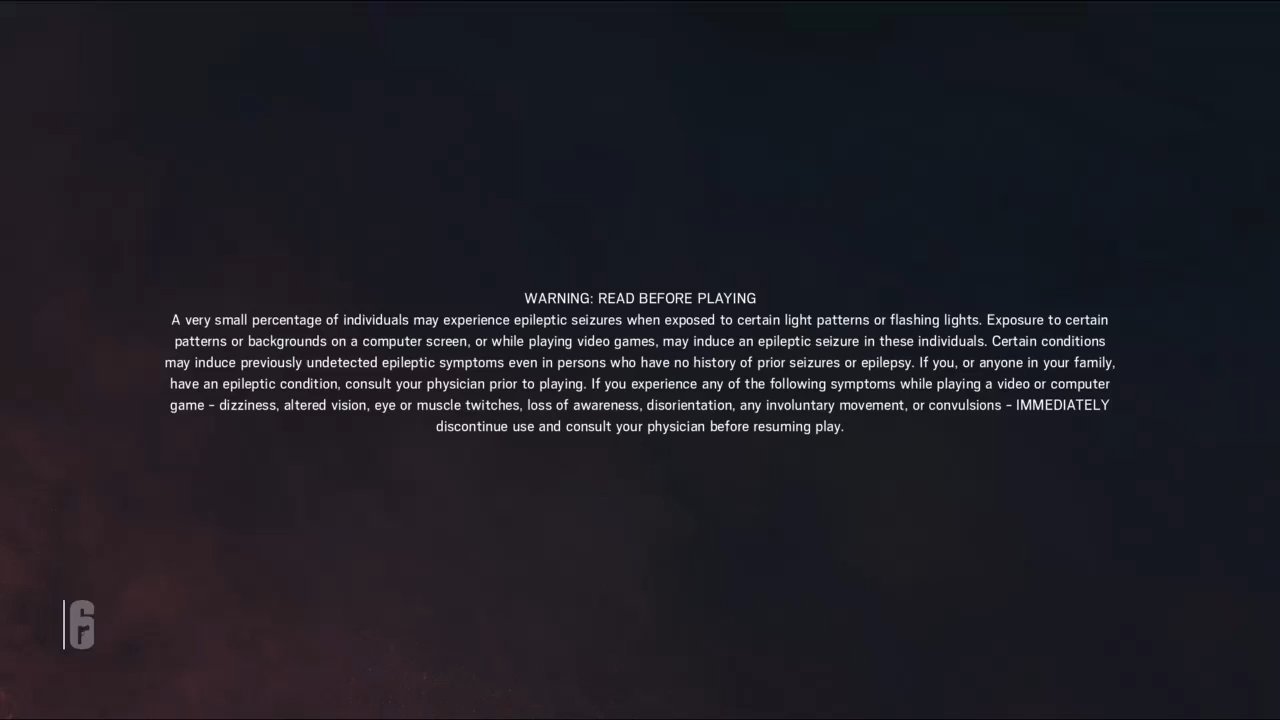 WARNING: READ BEFORE PLAYING
A very small percentage of individuals may experience epileptic seizures when exposed to certain light patterns or flashing lights. Exposure to certain
patterns or backgrounds on a computer screen, or while playing video games, may induce an epileptic seizure in these individuals. Certain conditions
may induce previously undetected epileptic symptoms even in persons who have no history of prior seizures or epilepsy. If you, or anyone in your family,
have an epileptic condition, consult your physician prior to playing. If you experience any of the following symptoms while playing a video or computer
game - dizziness, altered vision, eye or muscle twitches, loss of awareness, disorientation, any involuntary movement, or convulsions - IMMEDIATELY
discontinue use and consult your physician before resuming play.
6